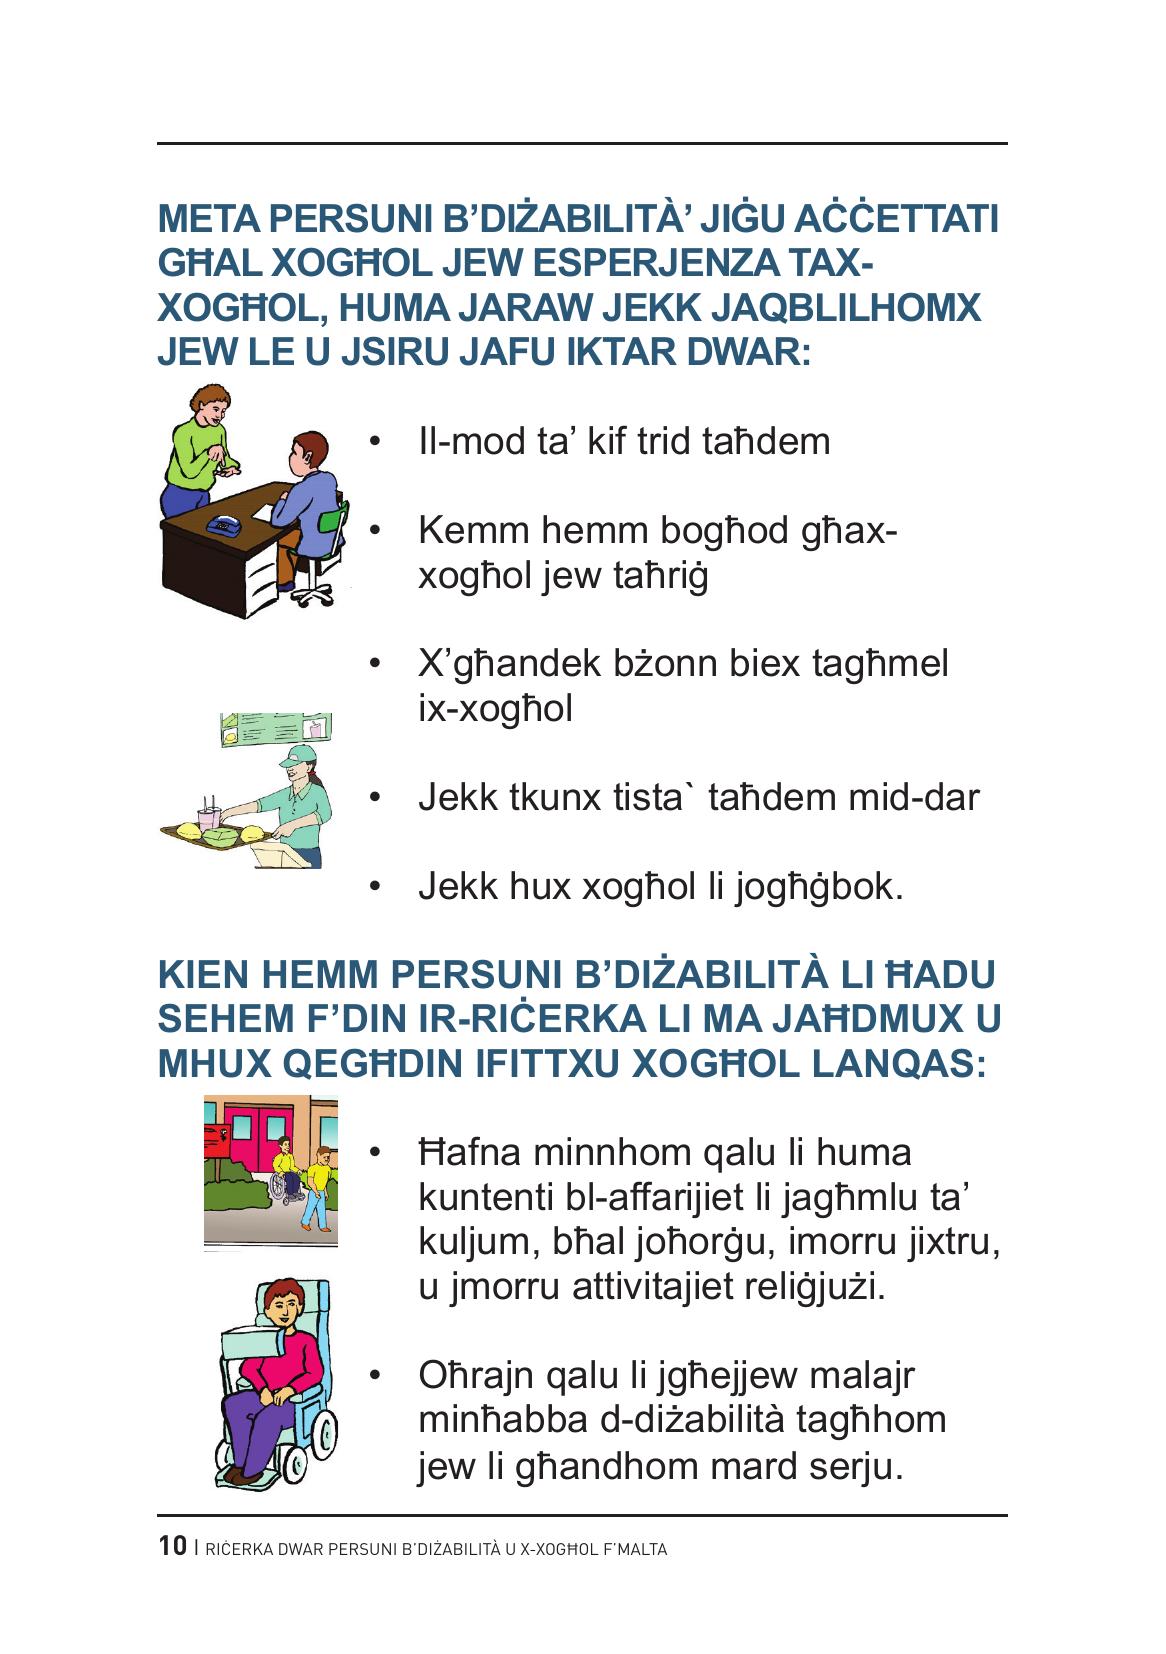 META PERSUNI B’DIŻABILITÀ’ JIĠU AĊĊETTATI
GĦAL XOGĦOL JEW ESPERJENZA TAX-
XOGĦOL, HUMA JARAW JEKK JAQBLILHOMX
JEW LE U JSIRU JAFU IKTAR DWAR:
• Il-mod ta’ kif trid taħdem
• Kemm hemm bogħod għax-
xogħol jew taħriġ
• X’għandek bżonn biex tagħmel
ix-xogħol
• Jekk tkunx tista` taħdem mid-dar
• Jekk hux xogħol li jogħġbok.
KIEN HEMM PERSUNI B’DIŻABILITÀ LI ĦADU
SEHEM F’DIN IR-RIĊERKA LI MA JAĦDMUX U
MHUX QEGĦDIN IFITTXU XOGĦOL LANQAS:
• Ħafna minnhom qalu li huma
kuntenti bl-affarijiet li jagħmlu ta’
kuljum, bħal joħorġu, imorru jixtru,
u jmorru attivitajiet reliġjużi.
• Oħrajn qalu li jgħejjew malajr
minħabba d-diżabilità tagħhom
jew li għandhom mard serju.
10 | RIĊERKA DWAR PERSUNI B’DIŻABILITÀ U X-XOGĦOL F’MALTA